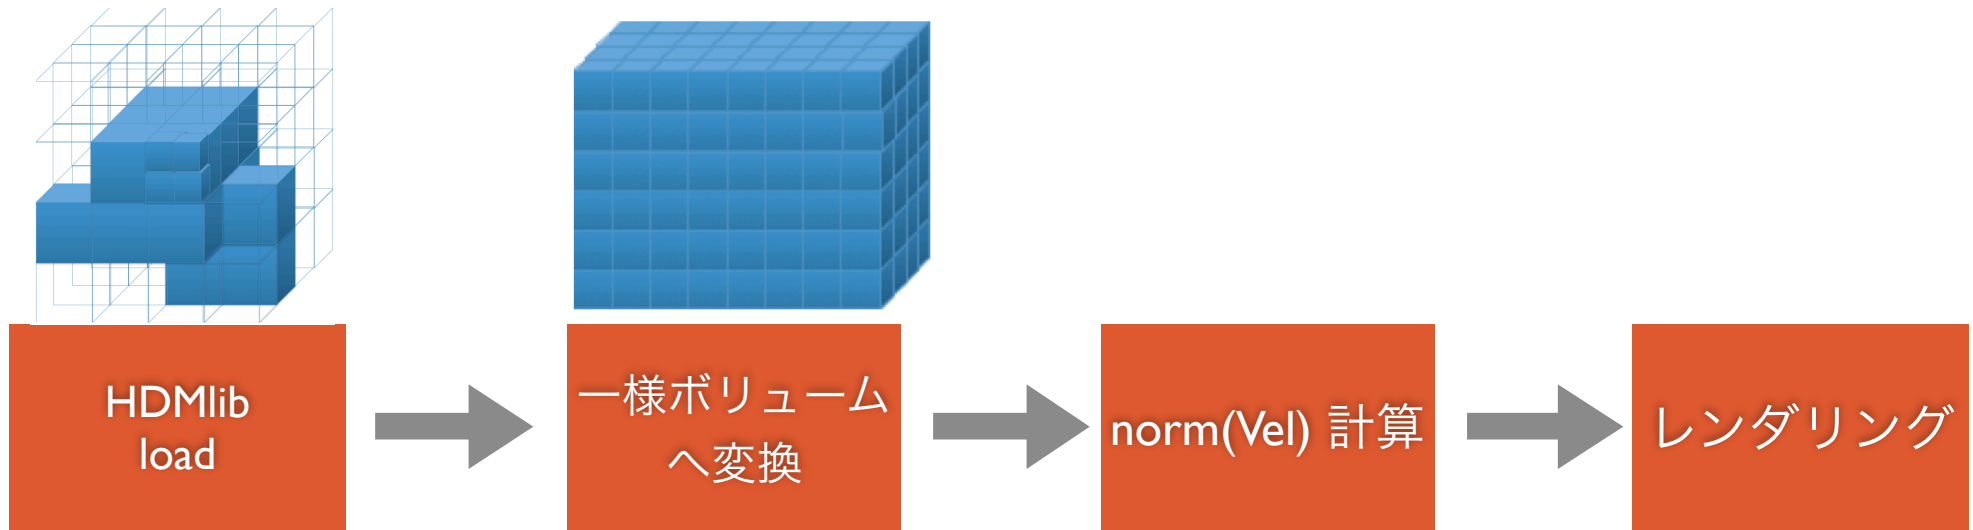 HDMlib
load
一様ボリューム
へ変換
norm(Vel) 計算
レンダリング